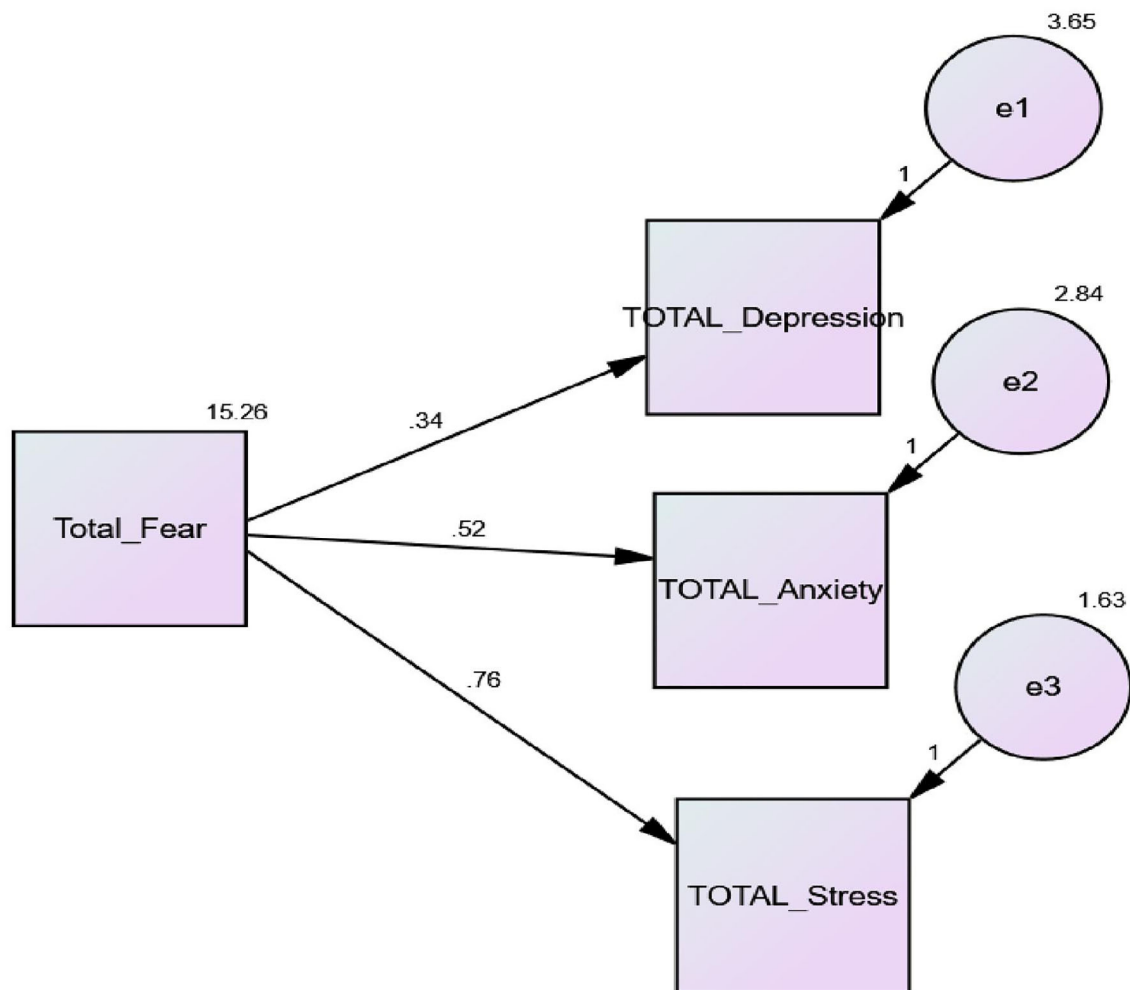 3.65
e1
1
TOTAL_Depression
2.84
e2
1
15.26
.34
Total_Fear
.52
TOTAL_Anxiety
1.63
e3
.76
1
TOTAL_Stress